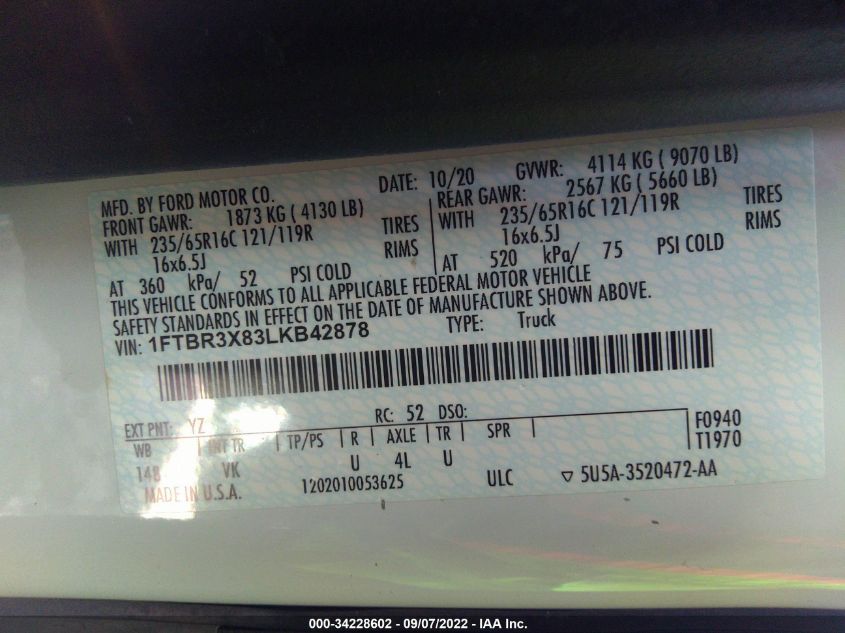 MFD. BY FORD MOTOR CO. DATE: 10/20 GVWR: 4114 KG ( 9070 LB)
FRONT GAWR: 1873 KG ( 4130 LB) REAR GAWR: 2567 KG ( 5660 LB)
WITH 235/65R16C 121/119R TIRES WITH 235/65R16C 121/119R TIRES
16x6.5J RIMS 16x6.5J RIMS
AT 360 kPa/ 52 PSI COLD AT 520 kPa/ 75 PSI COLD
THIS VEHICLE CONFORMS TO ALL APPLICABLE FEDERAL MOTOR VEHICLE
SAFETY STANDARDS IN EFFECT ON THE DATE OF MANUFACTURE SHOWN ABOVE.
VIN: 1FTBR3X83LKB42878 TYPE: Truck
EXT PNT: YZ RC: 52 DSO:
WB INT TR TP/PS R AXLE TR SPR F0940
148 VK U 4L U T1970
MADE IN U.S.A. 1202010053625 ULC ▽ 5U5A-3520472-AA
000-34228602 - 09/07/2022 - IAA Inc.